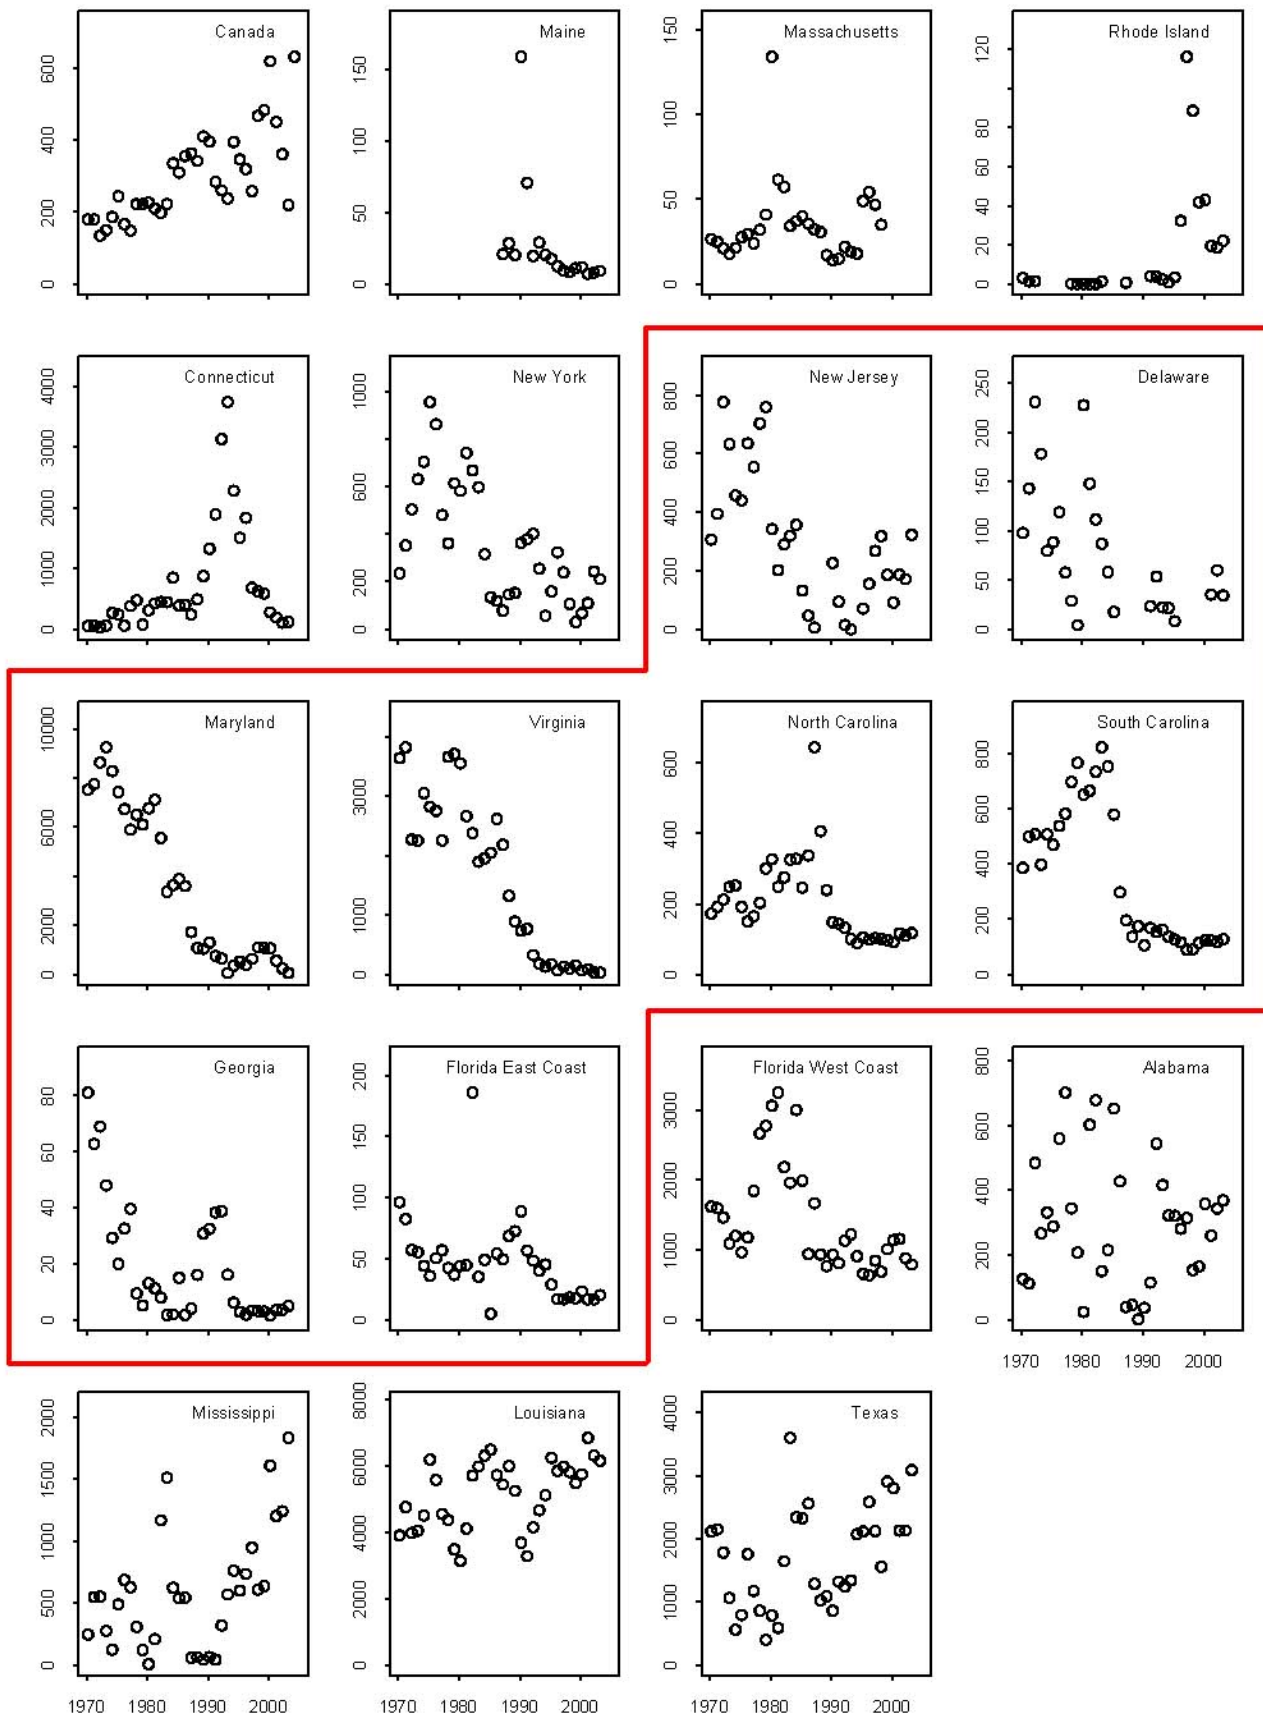 Canada
0 200 400 600
Maine
0 50 100 150
Massachusetts
0 50 100 150
Rhode Island
0 20 40 60 80 120
Connecticut
0 1000 2000 3000 4000
New York
0 200 600 1000
New Jersey
0 200 400 600 800
Delaware
0 50 100 150 200 250
Maryland
0 2000 6000 10000
Virginia
0 1000 3000
North Carolina
0 200 400 600
South Carolina
0 200 400 600 800
Georgia
0 20 40 60 80
Florida East Coast
0 50 100 150 200
Florida West Coast
0 1000 2000 3000
Alabama
0 200 400 600 800
1970 1980 1990 2000
Mississippi
0 500 1000 1500 2000
1970 1980 1990 2000
Louisiana
0 2000 4000 6000 8000
1970 1980 1990 2000
Texas
0 1000 2000 3000 4000
1970 1980 1990 2000